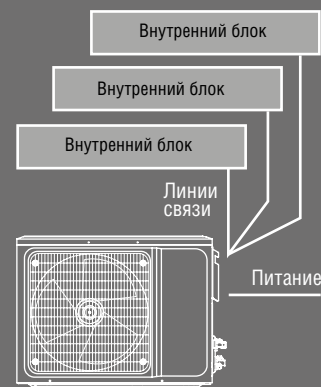 Внутренний блок
Внутренний блок
Внутренний блок
Линии
связи
Питание